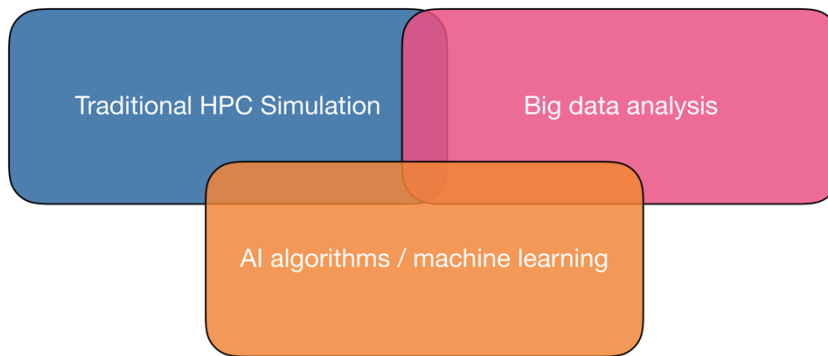 Traditional HPC Simulation
Big data analysis
AI algorithms / machine learning